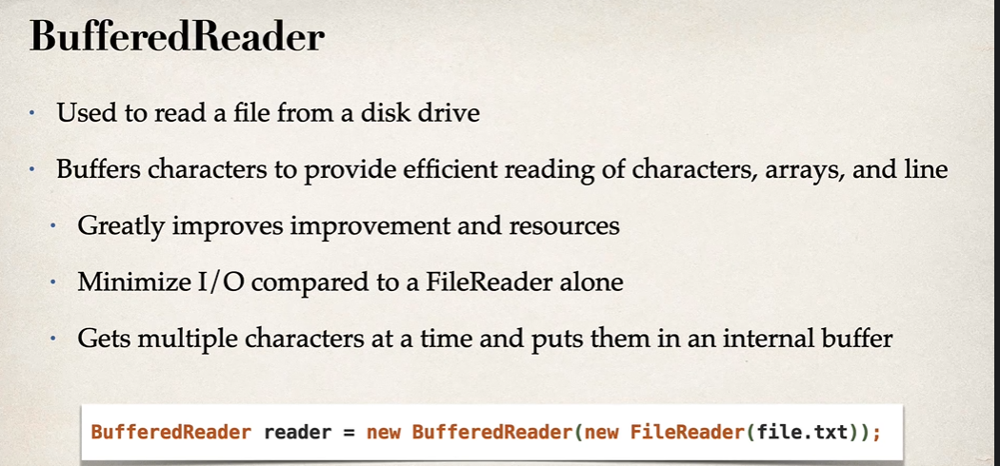 BufferedReader
· Used to read a file from a disk drive
· Buffers characters to provide efficient reading of characters, arrays, and line
· Greatly improves improvement and resources
· Minimize I/O compared to a FileReader alone
· Gets multiple characters at a time and puts them in an internal buffer
BufferedReader reader = new BufferedReader(new FileReader(file.txt));